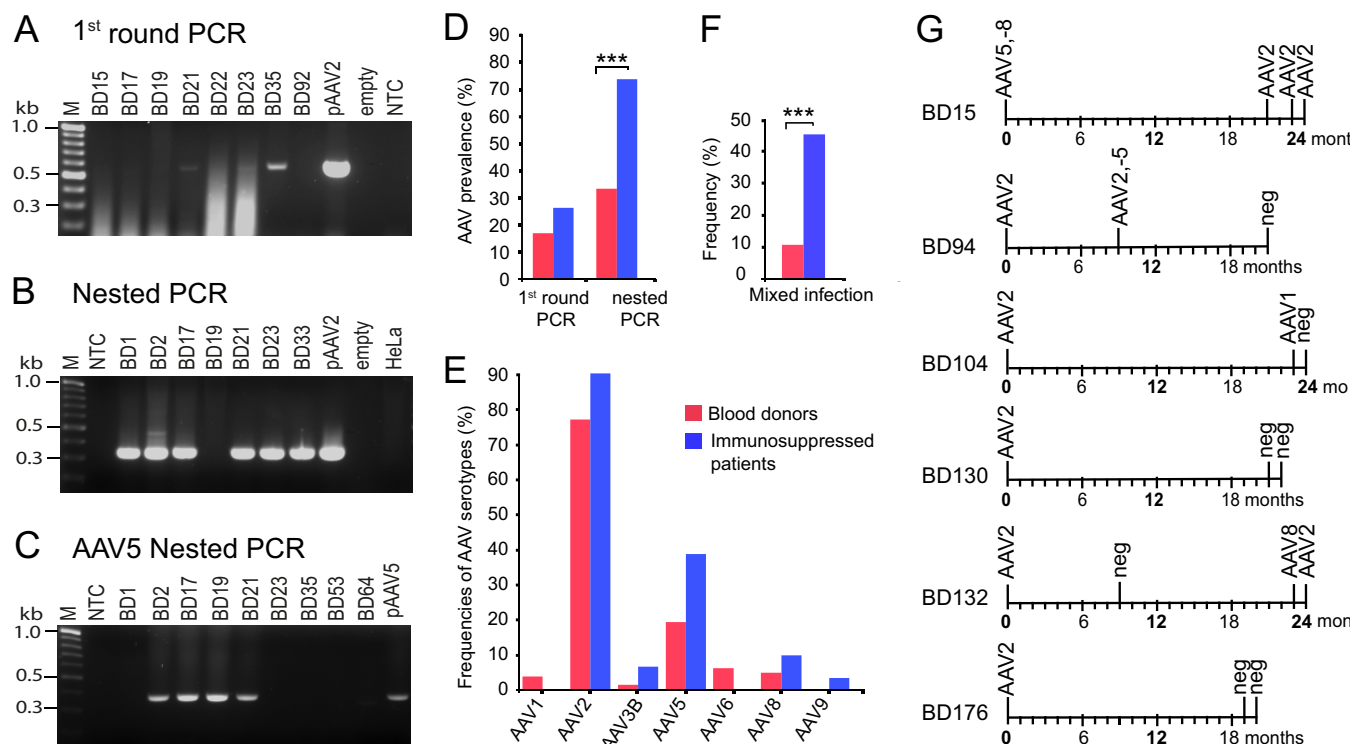 A 1st round PCR
kb M BD15 BD17 BD19 BD21 BD22 BD23 BD35 BD92 pAAV2 empty NTC
1.0
0.5
0.3
B Nested PCR
kb M NTC BD1 BD2 BD17 BD19 BD21 BD23 BD33 pAAV2 empty HeLa
1.0
0.5
0.3
C AAV5 Nested PCR
kb M NTC BD1 BD2 BD17 BD19 BD21 BD23 BD35 BD53 BD64 pAAV5
1.0
0.5
0.3
D
AAV prevalence (%)
90
80
70
60
50
40
30
20
10
0
***
1st round PCR
nested PCR
E
Frequencies of AAV serotypes (%)
90
80
70
60
50
40
30
20
10
0
Blood donors
Immunosuppressed
patients
AAV1 AAV2 AAV3B AAV5 AAV6 AAV8 AAV9
F
Frequency (%)
50
40
30
20
10
0
***
Mixed infection
G
BD15
AAV5,-8 AAV2 AAV2 AAV2
0 6 12 18 24 mont
BD94
AAV2 AAV2,-5 neg
0 6 12 18 months
BD104
AAV2 AAV1 neg
0 6 12 18 24 mo
BD130
AAV2 neg neg
0 6 12 18 months
BD132
AAV2 neg AAV8 AAV2
0 6 12 18 24 mon
BD176
AAV2 neg neg
0 6 12 18 months